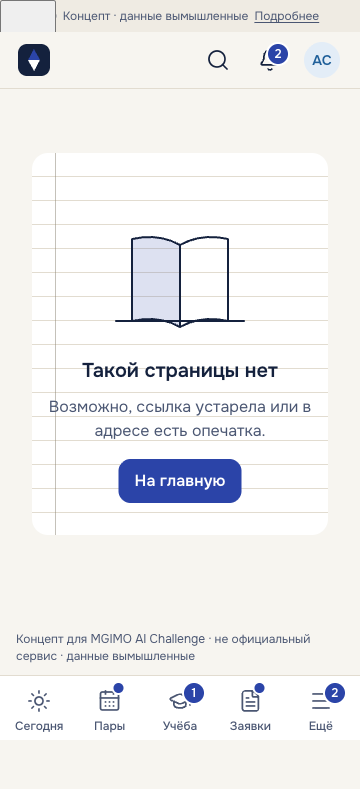 Концепт · данные вымышленные Подробнее
2
АС
Такой страницы нет
Возможно, ссылка устарела или в
адресе есть опечатка.
На главную
Концепт для MGIMO AI Challenge · не официальный
сервис · данные вымышленные
1
2
Сегодня Пары Учёба Заявки Ещё